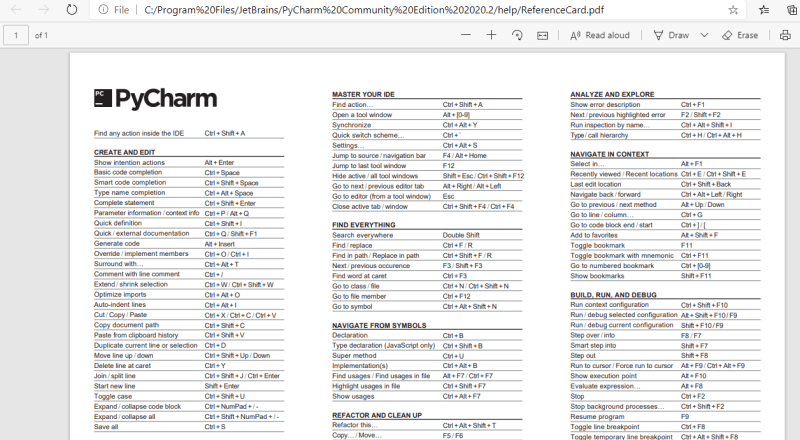 File C:/Program%20Files/JetBrains/PyCharm%20Community%20Edition%202020.2/help/ReferenceCard.pdf
1 of 1 Read aloud Draw Erase
PC PyCharm
Find any action inside the IDE Ctrl + Shift + A
CREATE AND EDIT
Show intention actions Alt + Enter
Basic code completion Ctrl + Space
Smart code completion Ctrl + Shift + Space
Type name completion Ctrl + Alt + Space
Complete statement Ctrl + Shift + Enter
Parameter information / context info Ctrl + P / Alt + Q
Quick definition Ctrl + Shift + I
Quick / external documentation Ctrl + Q / Shift + F1
Generate code Alt + Insert
Override / implement members Ctrl + O / Ctrl + I
Surround with… Ctrl + Alt + T
Comment with line comment Ctrl + /
Extend / shrink selection Ctrl + W / Ctrl + Shift + W
Optimize imports Ctrl + Alt + O
Auto-indent lines Ctrl + Alt + I
Cut / Copy / Paste Ctrl + X / Ctrl + C / Ctrl + V
Copy document path Ctrl + Shift + C
Paste from clipboard history Ctrl + Shift + V
Duplicate current line or selection Ctrl + D
Move line up / down Ctrl + Shift + Up / Down
Delete line at caret Ctrl + Y
Join / split line Ctrl + Shift + J / Ctrl + Enter
Start new line Shift + Enter
Toggle case Ctrl + Shift + U
Expand / collapse code block Ctrl + NumPad + / -
Expand / collapse all Ctrl + Shift + NumPad + / -
Save all Ctrl + S
MASTER YOUR IDE
Find action… Ctrl + Shift + A
Open a tool window Alt + [0-9]
Synchronize Ctrl + Alt + Y
Quick switch scheme… Ctrl + `
Settings… Ctrl + Alt + S
Jump to source / navigation bar F4 / Alt + Home
Jump to last tool window F12
Hide active / all tool windows Shift + Esc / Ctrl + Shift + F12
Go to next / previous editor tab Alt + Right / Alt + Left
Go to editor (from a tool window) Esc
Close active tab / window Ctrl + Shift + F4 / Ctrl + F4
FIND EVERYTHING
Search everywhere Double Shift
Find / replace Ctrl + F / R
Find in path / Replace in path Ctrl + Shift + F / R
Next / previous occurence F3 / Shift + F3
Find word at caret Ctrl + F3
Go to class / file Ctrl + N / Ctrl + Shift + N
Go to file member Ctrl + F12
Go to symbol Ctrl + Alt + Shift + N
NAVIGATE FROM SYMBOLS
Declaration Ctrl + B
Type declaration (JavaScript only) Ctrl + Shift + B
Super method Ctrl + U
Implementation(s) Ctrl + Alt + B
Find usages / Find usages in file Alt + F7 / Ctrl + F7
Highlight usages in file Ctrl + Shift + F7
Show usages Ctrl + Alt + F7
REFACTOR AND CLEAN UP
Refactor this… Ctrl + Alt + Shift + T
Copy… / Move… F5 / F6
ANALYZE AND EXPLORE
Show error description Ctrl + F1
Next / previous highlighted error F2 / Shift + F2
Run inspection by name… Ctrl + Alt + Shift + I
Type / call hierarchy Ctrl + H / Ctrl + Alt + H
NAVIGATE IN CONTEXT
Select in… Alt + F1
Recently viewed / Recent locations Ctrl + E / Ctrl + Shift + E
Last edit location Ctrl + Shift + Back
Navigate back / forward Ctrl + Alt + Left / Right
Go to previous / next method Alt + Up / Down
Go to line / column… Ctrl + G
Go to code block end / start Ctrl + ] / [
Add to favorites Alt + Shift + F
Toggle bookmark F11
Toggle bookmark with mnemonic Ctrl + F11
Go to numbered bookmark Ctrl + [0-9]
Show bookmarks Shift + F11
BUILD, RUN, AND DEBUG
Run context configuration Ctrl + Shift + F10
Run / debug selected configuration Alt + Shift + F10 / F9
Run / debug current configuration Shift + F10 / F9
Step over / into F8 / F7
Smart step into Shift + F7
Step out Shift + F8
Run to cursor / Force run to cursor Alt + F9 / Ctrl + Alt + F9
Show execution point Alt + F10
Evaluate expression… Alt + F8
Stop Ctrl + F2
Stop background processes… Ctrl + Shift + F2
Resume program F9
Toggle line breakpoint Ctrl + F8
Toggle temporary line breakpoint Ctrl + Alt + Shift + F8